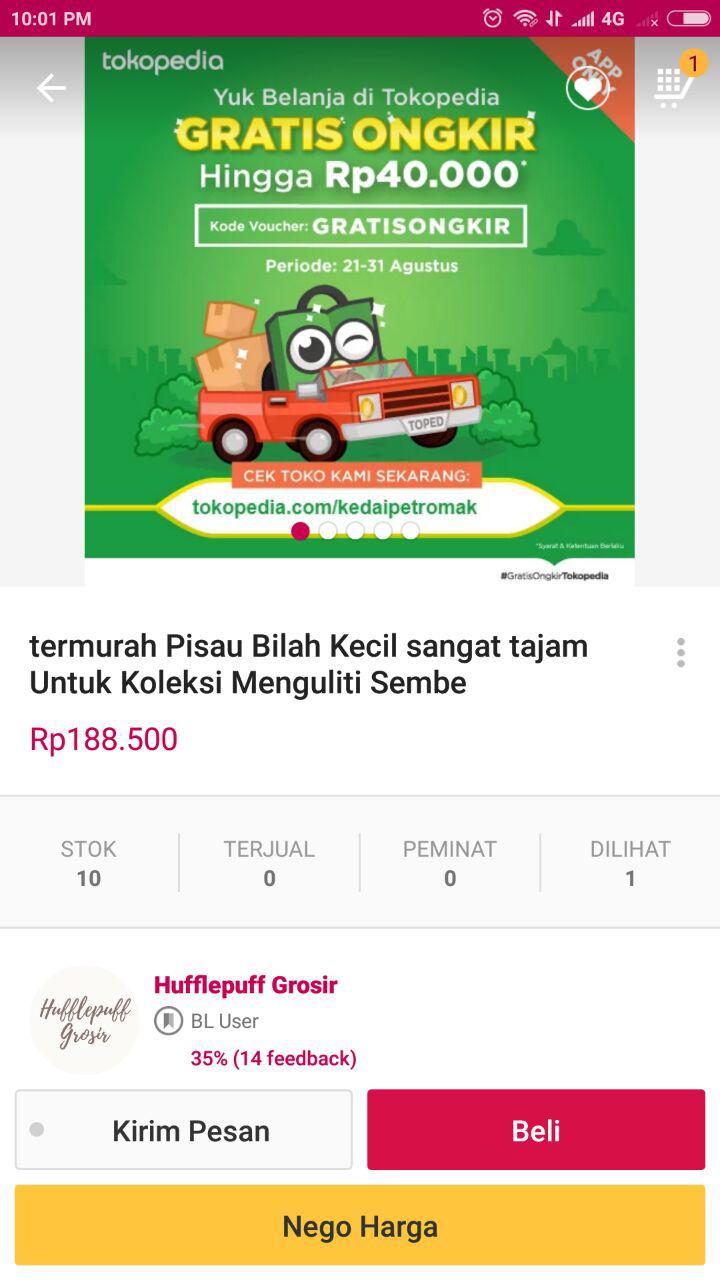 10:01 PM
4G
tokopedia
APP
ONLY
1
Yuk Belanja di Tokopedia
GRATIS ONGKIR
Hingga Rp40.000*
Kode Voucher: GRATISONGKIR
Periode: 21-31 Agustus
TOPED
CEK TOKO KAMI SEKARANG:
tokopedia.com/kedaipetromak
*Syarat & Ketentuan Berlaku
#GratisOngkirTokopedia
termurah Pisau Bilah Kecil sangat tajam
Untuk Koleksi Menguliti Sembe
Rp188.500
STOK TERJUAL PEMINAT DILIHAT
10 0 0 1
Hufflepuff
Grosir
Hufflepuff Grosir
BL User
35% (14 feedback)
Kirim Pesan
Beli
Nego Harga